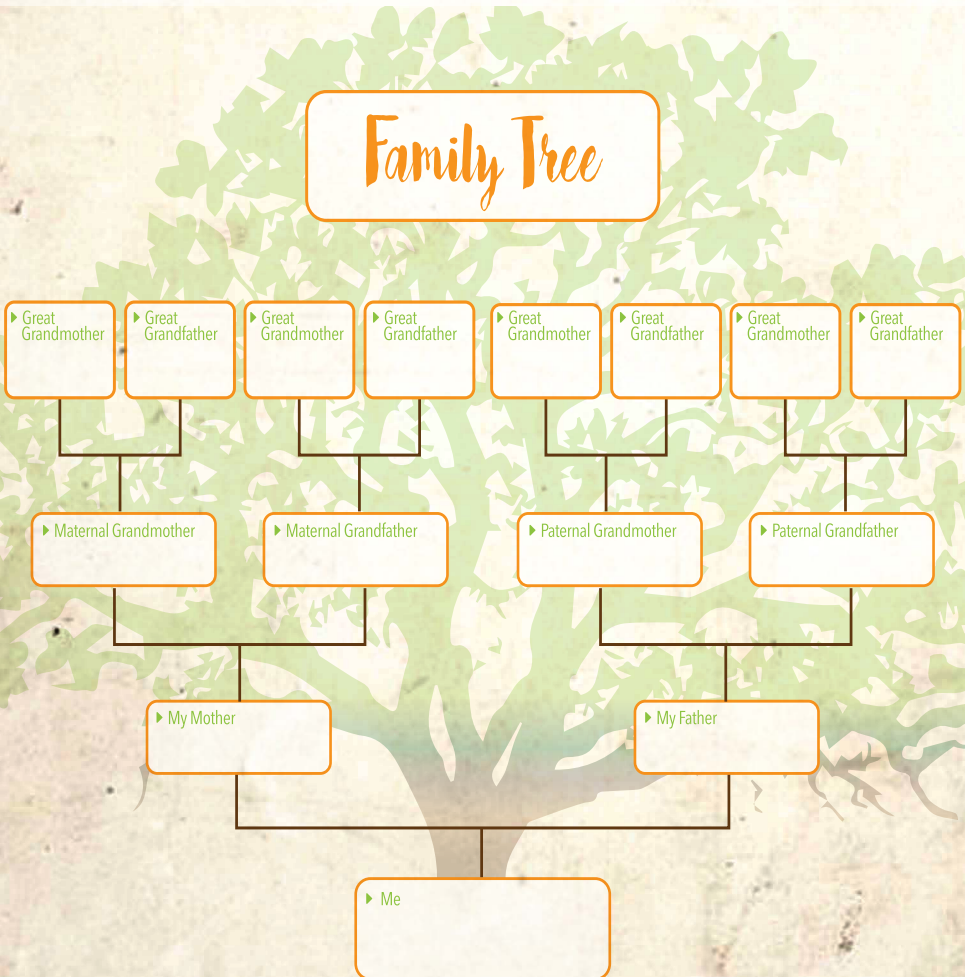 Family Tree
Great
Grandmother
Great
Grandfather
Great
Grandmother
Great
Grandfather
Great
Grandmother
Great
Grandfather
Great
Grandmother
Great
Grandfather
Maternal Grandmother
Maternal Grandfather
Paternal Grandmother
Paternal Grandfather
My Mother
My Father
Me